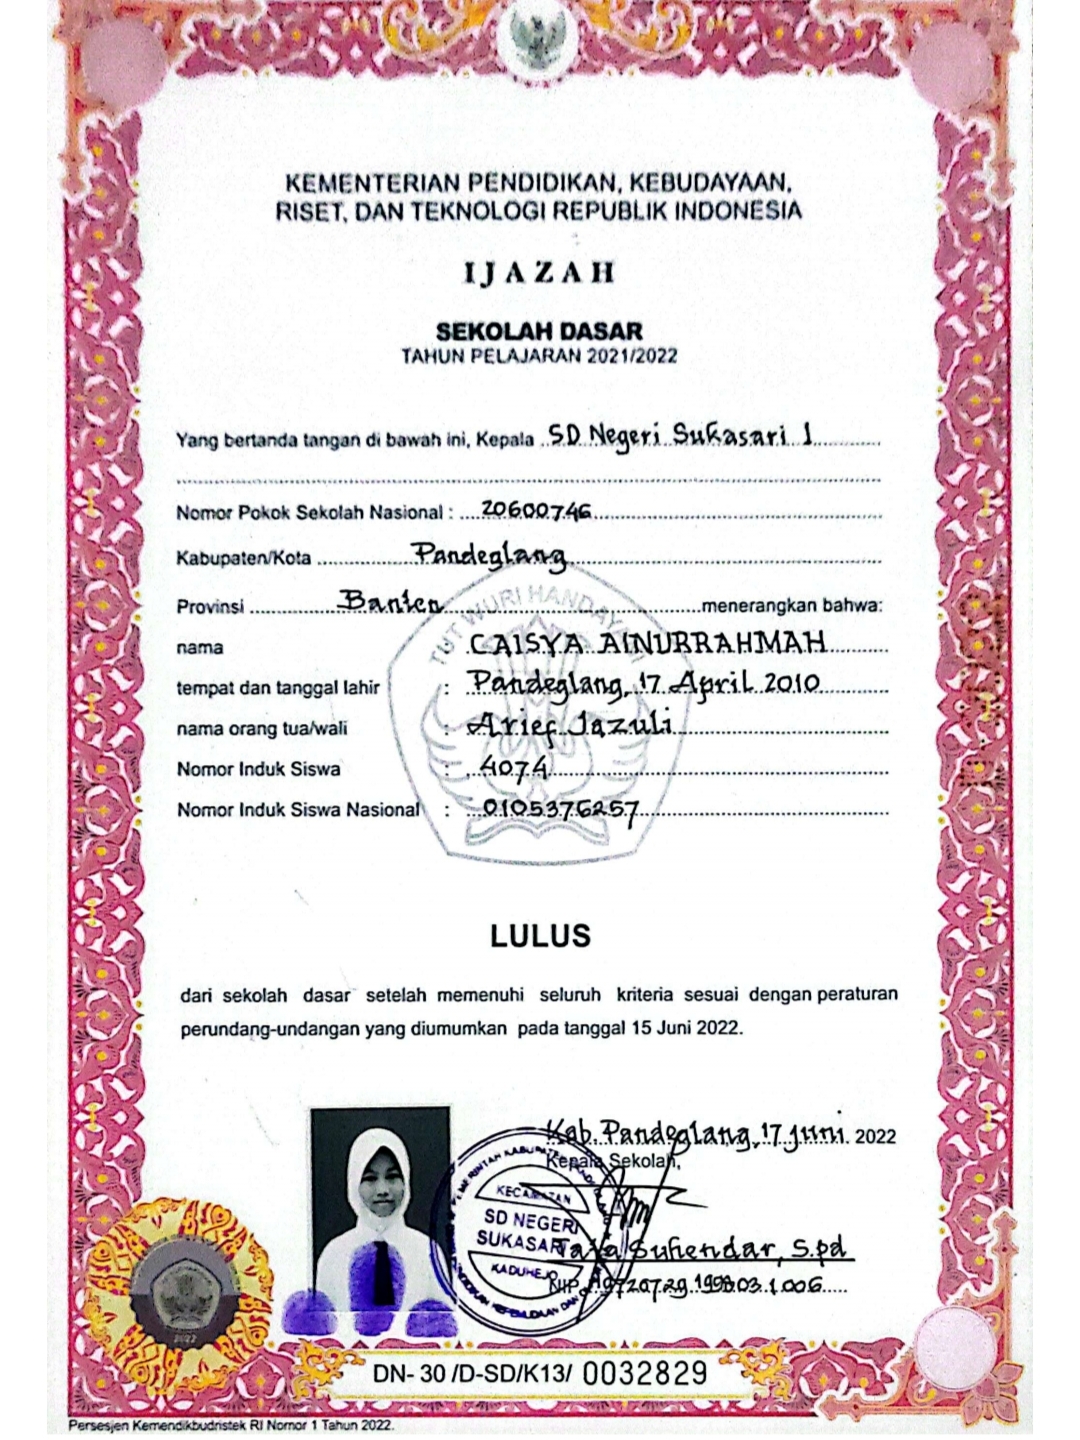 KEMENTERIAN PENDIDIKAN, KEBUDAYAAN,
RISET, DAN TEKNOLOGI REPUBLIK INDONESIA
IJAZAH
SEKOLAH DASAR
TAHUN PELAJARAN 2021/2022
Yang bertanda tangan di bawah ini, Kepala SD Negeri Sukasari 1
Nomor Pokok Sekolah Nasional : 20600746
Kabupaten/Kota Pandeglang
Provinsi Banten menerangkan bahwa:
TUT WURI HANDAYANI
nama : CAISYA AINURRAHMAH
tempat dan tanggal lahir : Pandeglang, 17 April 2010
nama orang tua/wali : Arief Jazuli
Nomor Induk Siswa : 4074
Nomor Induk Siswa Nasional : 0105376257
LULUS
dari sekolah dasar setelah memenuhi seluruh kriteria sesuai dengan peraturan
perundang-undangan yang diumumkan pada tanggal 15 Juni 2022.
Kab. Pandeglang, 17 Juni 2022
Kepala Sekolah,
KECAMATAN
SD NEGERI
SUKASARI
KADUHEJO
Suhendar, S.pd
NIP
2022
DN- 30 /D-SD/K13/ 0032829
Persesjen Kemendikbudristek RI Nomor 1 Tahun 2022.